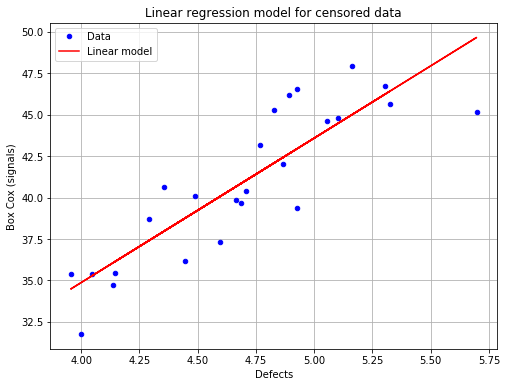 Linear regression model for censored data
Data
Linear model
Box Cox (signals)
50.0
47.5
45.0
42.5
40.0
37.5
35.0
32.5
4.00 4.25 4.50 4.75 5.00 5.25 5.50 5.75
Defects